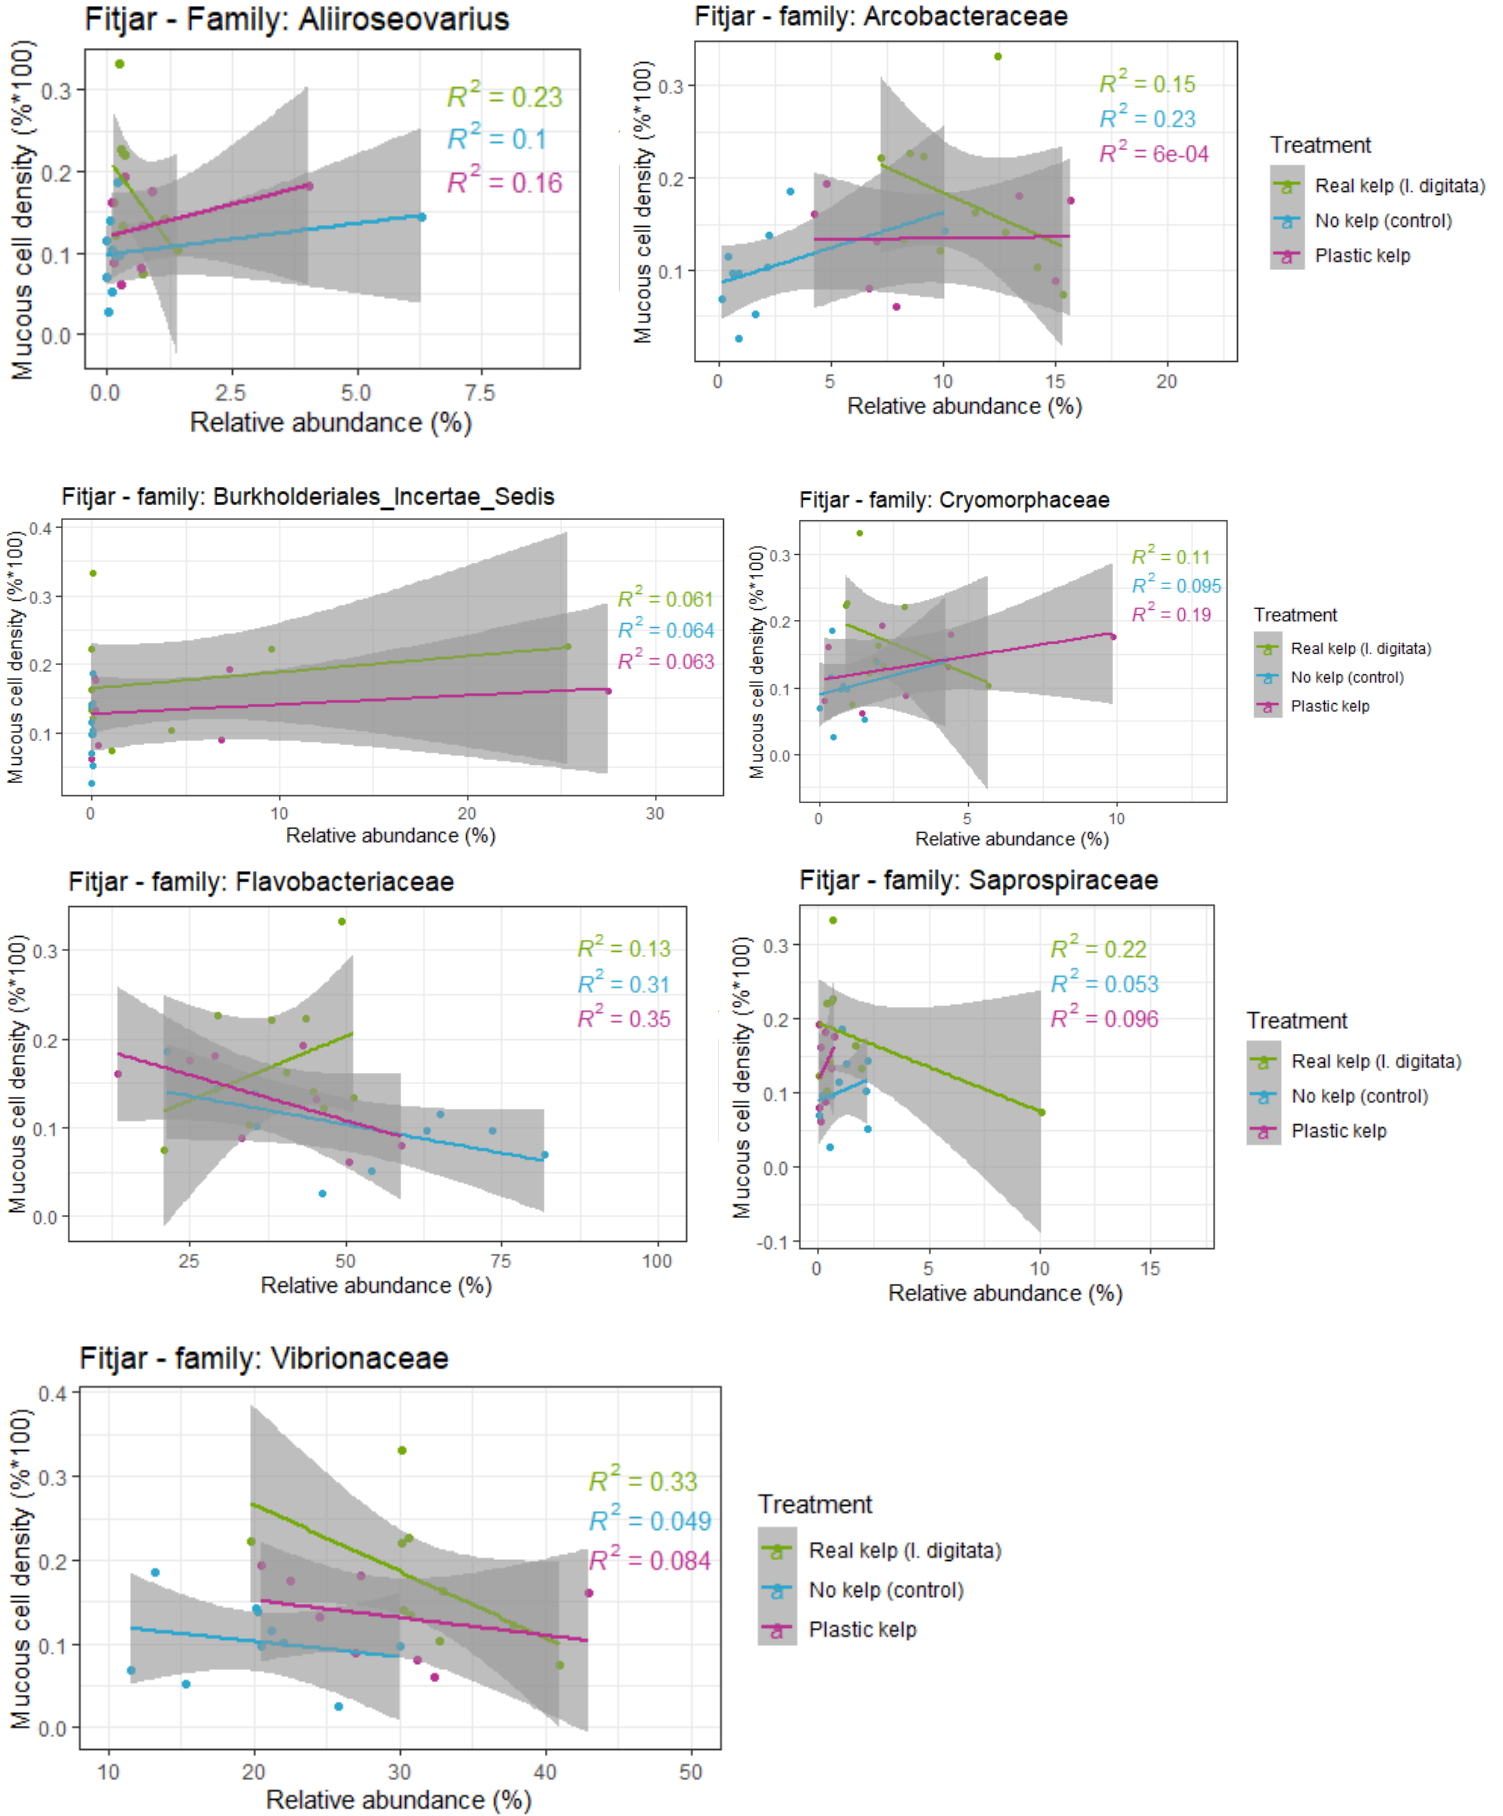 Fitjar - Family: Aliiroseovarius
Mucous cell density (%*100)
0.3
0.2
0.1
0.0
R² = 0.23
R² = 0.1
R² = 0.16
0.0 2.5 5.0 7.5
Relative abundance (%)
Fitjar - family: Arcobacteraceae
Mucous cell density (%*100)
0.3
0.2
0.1
R² = 0.15
R² = 0.23
R² = 6e-04
0 5 10 15 20
Relative abundance (%)
Treatment
a Real kelp (l. digitata)
a No kelp (control)
a Plastic kelp
Fitjar - family: Burkholderiales_Incertae_Sedis
Mucous cell density (%*100)
0.4
0.3
0.2
0.1
R² = 0.061
R² = 0.064
R² = 0.063
0 10 20 30
Relative abundance (%)
Fitjar - family: Cryomorphaceae
Mucous cell density (%*100)
0.3
0.2
0.1
0.0
R² = 0.11
R² = 0.095
R² = 0.19
0 5 10
Relative abundance (%)
Treatment
a Real kelp (l. digitata)
a No kelp (control)
a Plastic kelp
Fitjar - family: Flavobacteriaceae
Mucous cell density (%*100)
0.3
0.2
0.1
0.0
R² = 0.13
R² = 0.31
R² = 0.35
25 50 75 100
Relative abundance (%)
Fitjar - family: Saprospiraceae
Mucous cell density (%*100)
0.3
0.2
0.1
0.0
-0.1
R² = 0.22
R² = 0.053
R² = 0.096
0 5 10 15
Relative abundance (%)
Treatment
a Real kelp (l. digitata)
a No kelp (control)
a Plastic kelp
Fitjar - family: Vibrionaceae
Mucous cell density (%*100)
0.4
0.3
0.2
0.1
0.0
R² = 0.33
R² = 0.049
R² = 0.084
10 20 30 40 50
Relative abundance (%)
Treatment
a Real kelp (l. digitata)
a No kelp (control)
a Plastic kelp